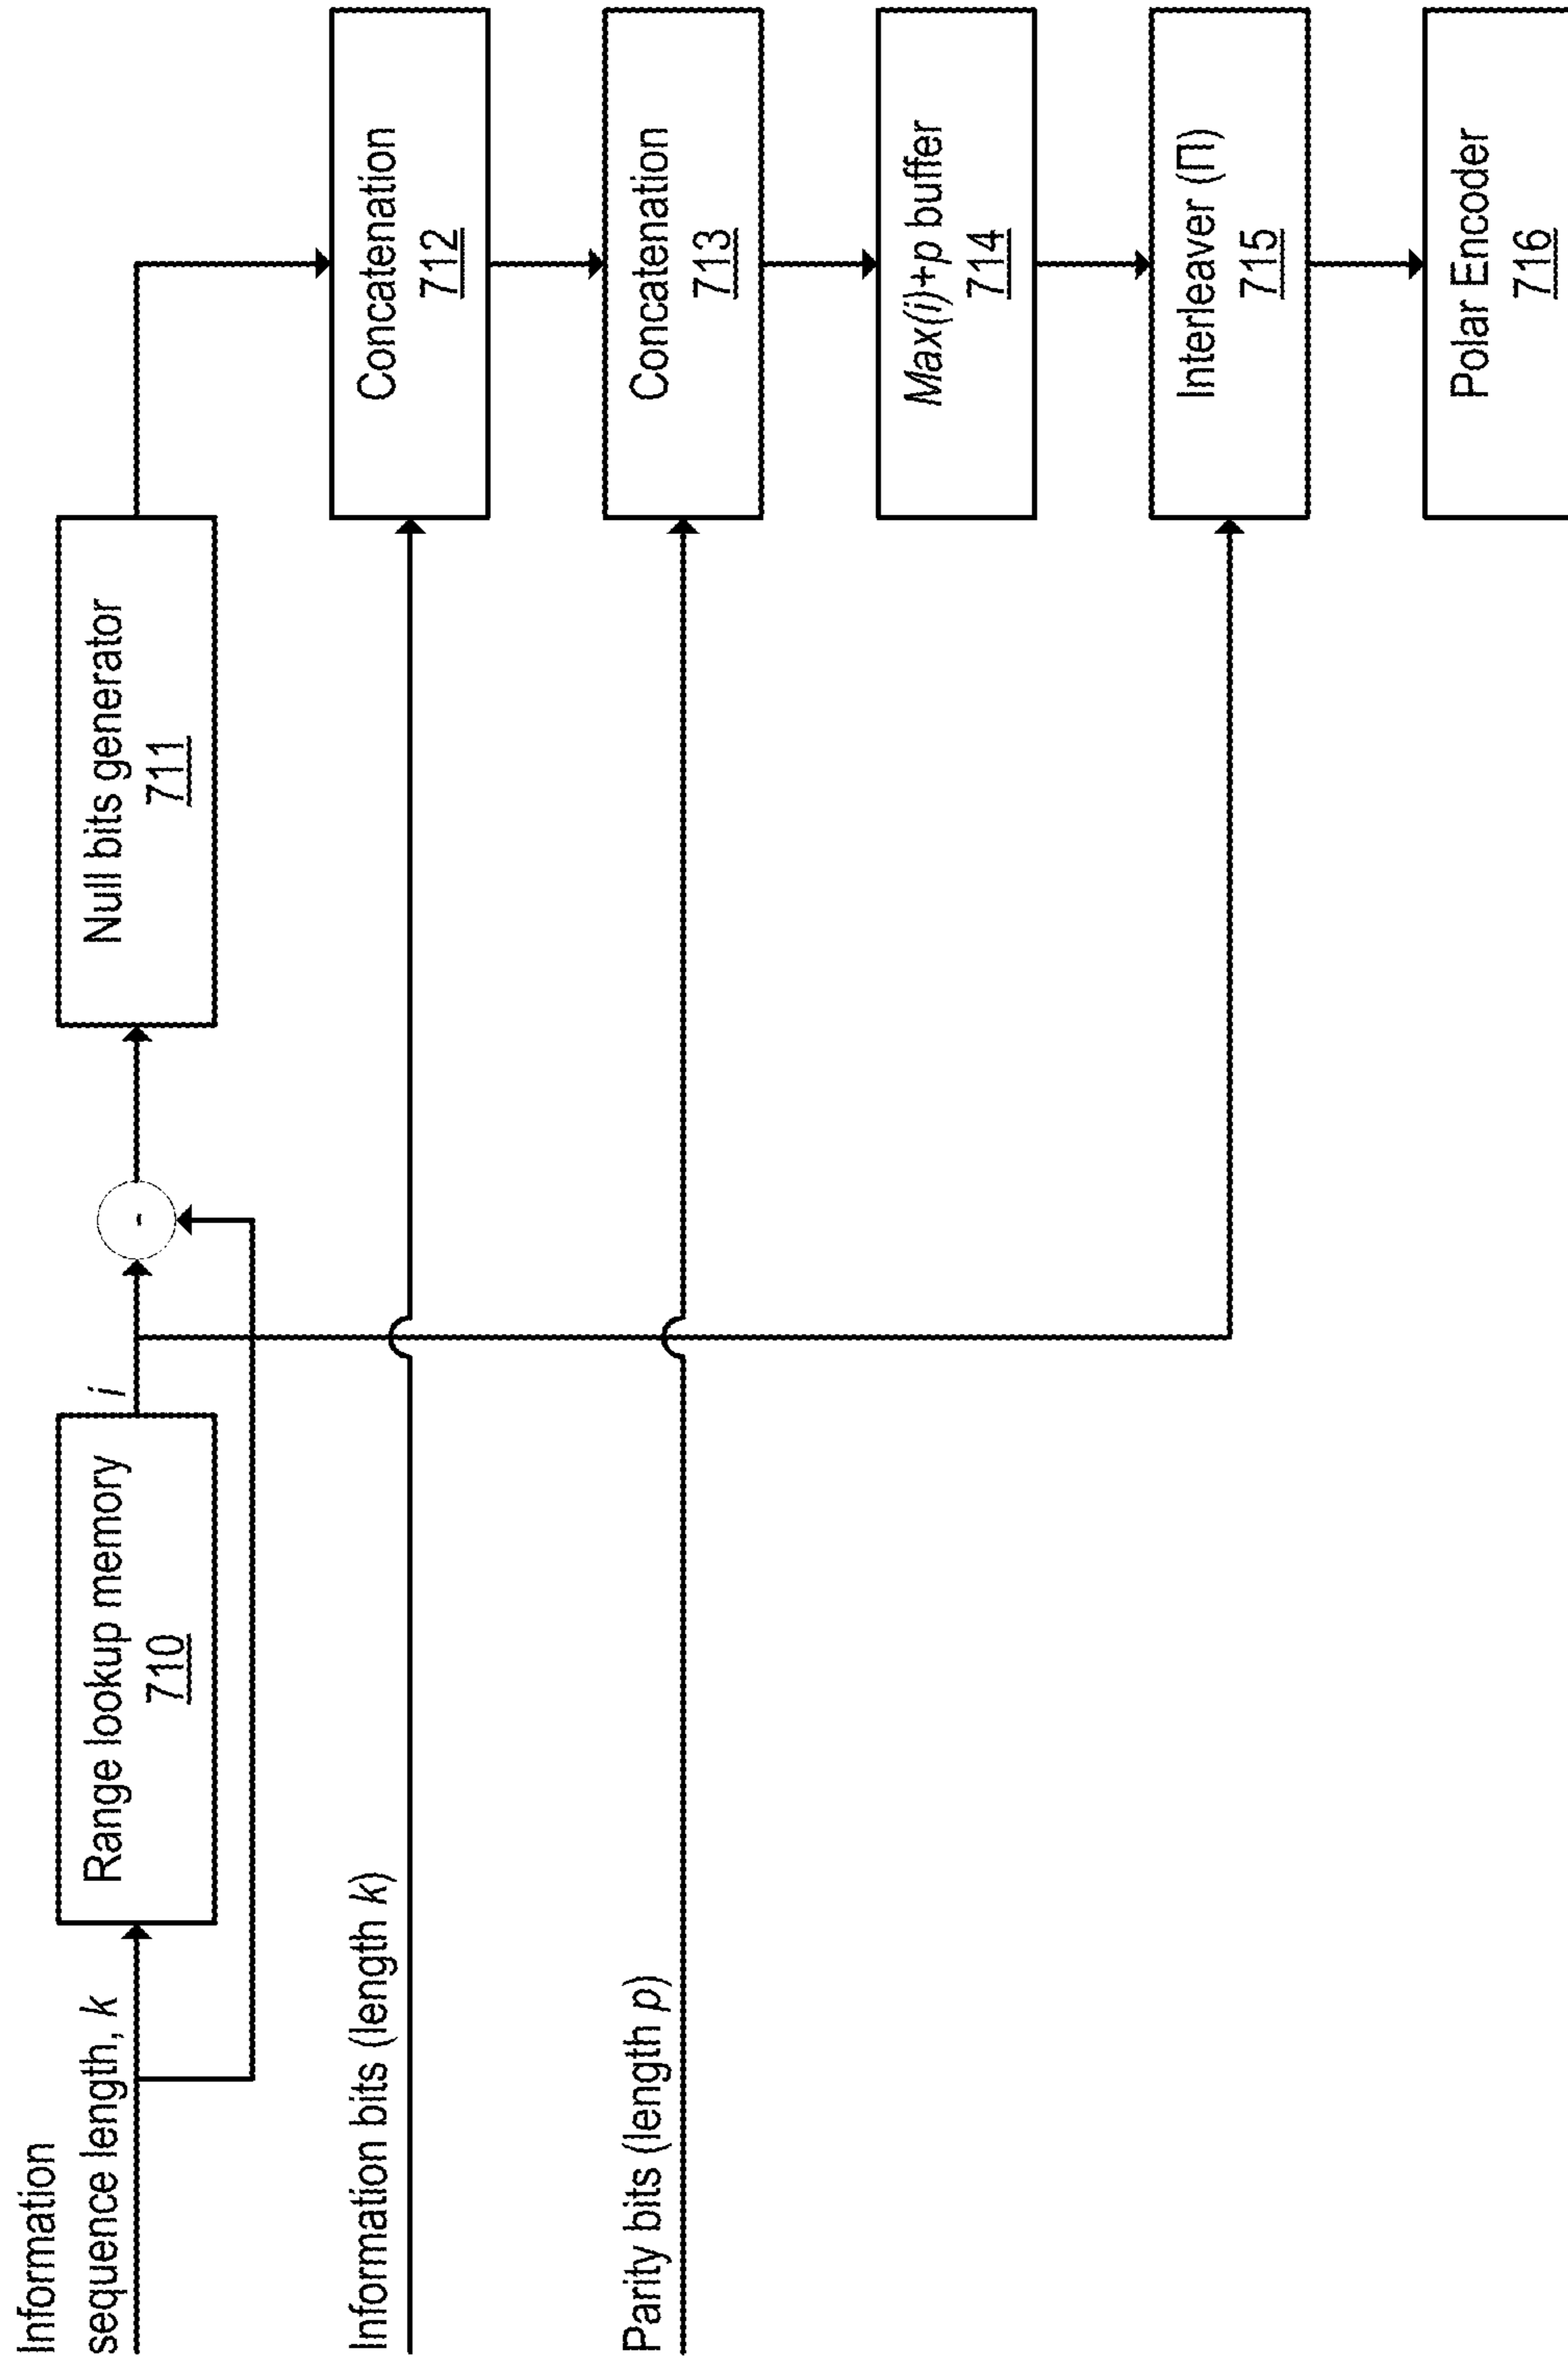 Information
sequence length, k
Range lookup memory
710
i
-
Null bits generator
711
Information bits (length k)
Concatenation
712
Parity bits (length p)
Concatenation
713
Max(i)+p buffer
714
Interleaver (Π)
715
Polar Encoder
716